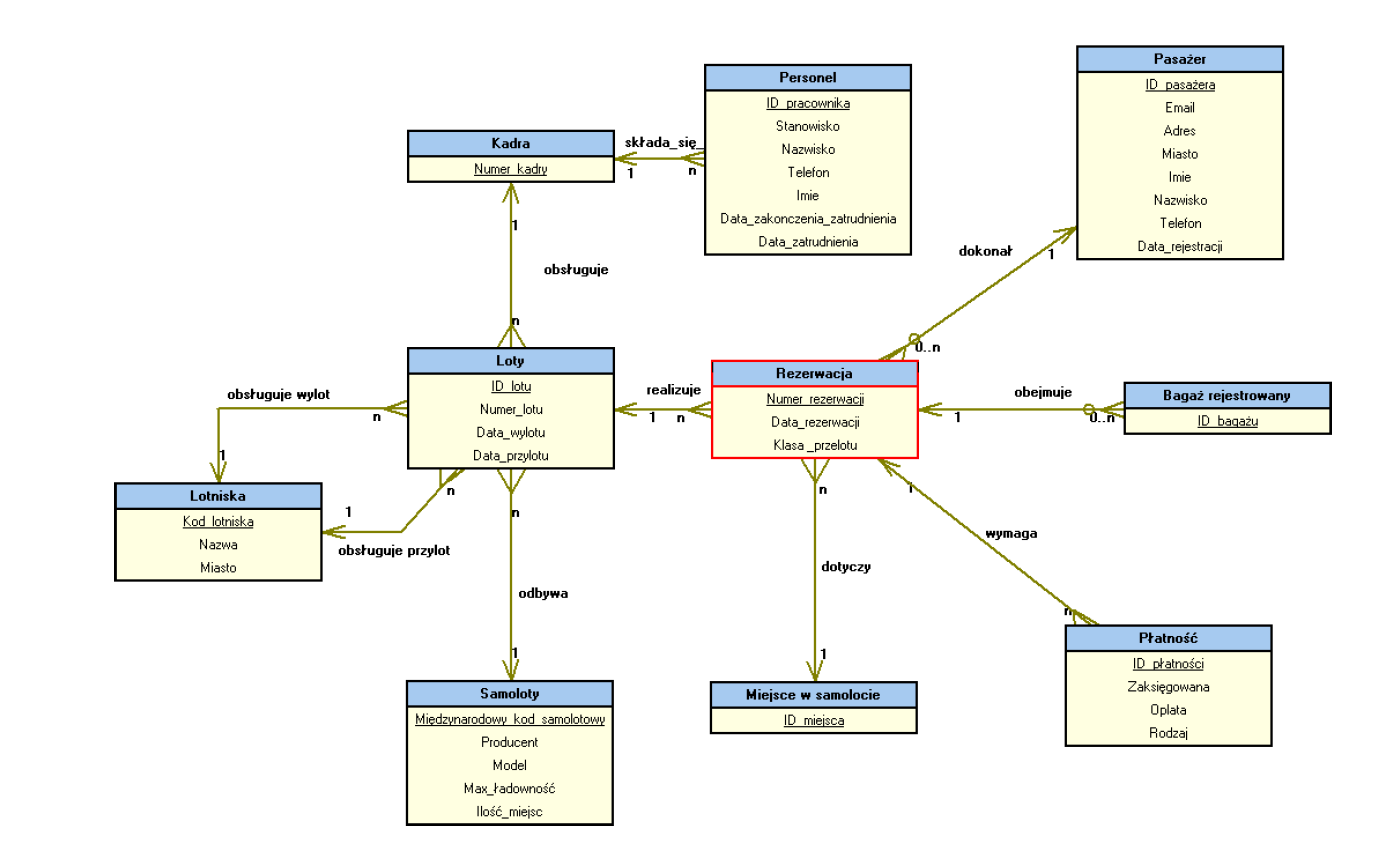 Personel
ID_pracownika
Stanowisko
Nazwisko
Telefon
Imie
Data_zakonczenia_zatrudnienia
Data_zatrudnienia
Pasażer
ID_pasażera
Email
Adres
Miasto
Imie
Nazwisko
Telefon
Data_rejestracji
Kadra
Numer_kadry
składa_się_
1
n
1
obsługuje
n
dokonał
1
0..n
Loty
ID_lotu
Numer_lotu
Data_wylotu
Data_przylotu
obsługuje wylot
n
1
realizuje
1
n
Rezerwacja
Numer_rezerwacji
Data_rezerwacji
Klasa_przelotu
obejmuje
1
0..n
Bagaż rejestrowany
ID_bagażu
Lotniska
Kod_lotniska
Nazwa
Miasto
1
n
obsługuje przylot
n
odbywa
1
n
dotyczy
1
1
wymaga
n
Samoloty
Międzynarodowy_kod_samolotowy
Producent
Model
Max_ładowność
Ilość_miejsc
Miejsce w samolocie
ID_miejsca
Płatność
ID_płatności
Zaksięgowana
Opłata
Rodzaj